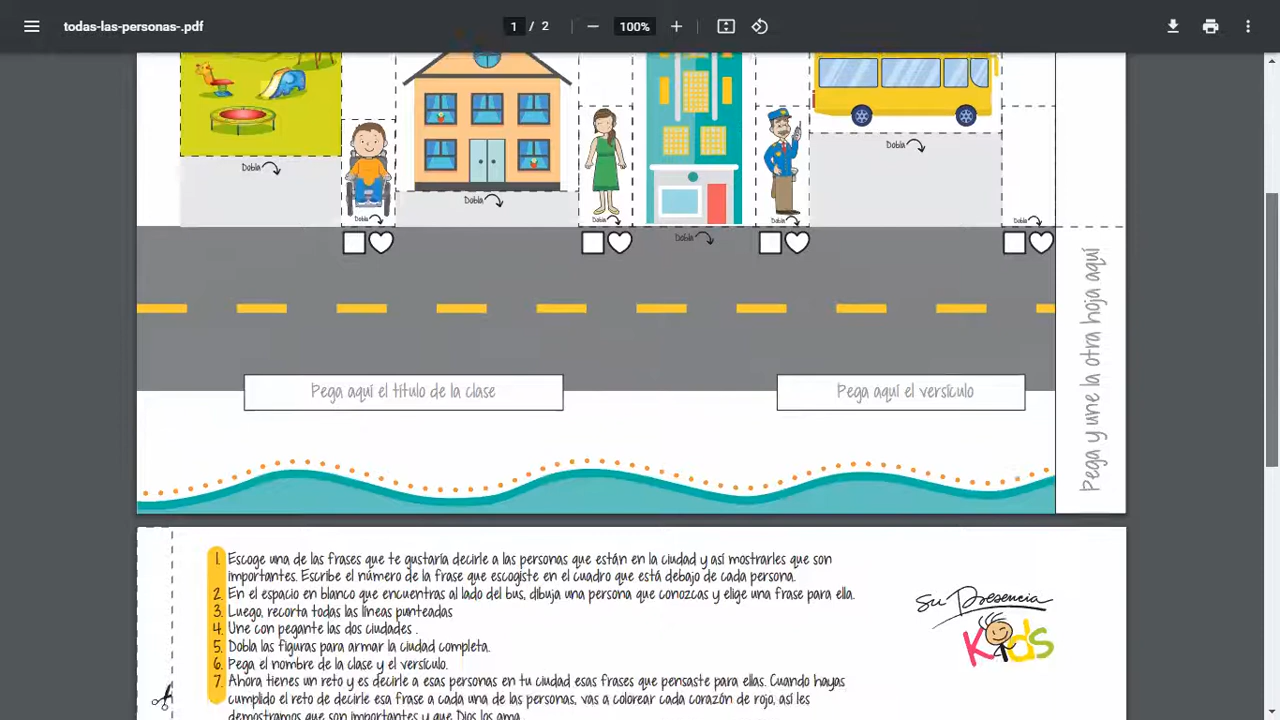 todas-las-personas-.pdf
1 / 2
100%
Dobla
Dobla
Dobla
Dobla
Dobla
Dobla
Dobla
Dobla
Pega aquí el título de la clase
Pega aquí el versículo
Pega y une la otra hoja aquí
1. Escoge una de las frases que te gustaría decirle a las personas que están en la ciudad y así mostrarles que son
importantes. Escribe el número de la frase que escogiste en el cuadro que está debajo de cada persona.
2. En el espacio en blanco que encuentras al lado del bus, dibuja una persona que conozcas y elige una frase para ella.
3. Luego, recorta todas las líneas punteadas
4. Une con pegante las dos ciudades .
5. Dobla las figuras para armar la ciudad completa.
6. Pega el nombre de la clase y el versículo.
7. Ahora tienes un reto y es decirle a esas personas en tu ciudad esas frases que pensaste para ellas. Cuando hayas
cumplido el reto de decirle esa frase a cada una de las personas, vas a colorear cada corazón de rojo, así les
demostramos que son importantes y que Dios los ama.
Su Presencia
Kids